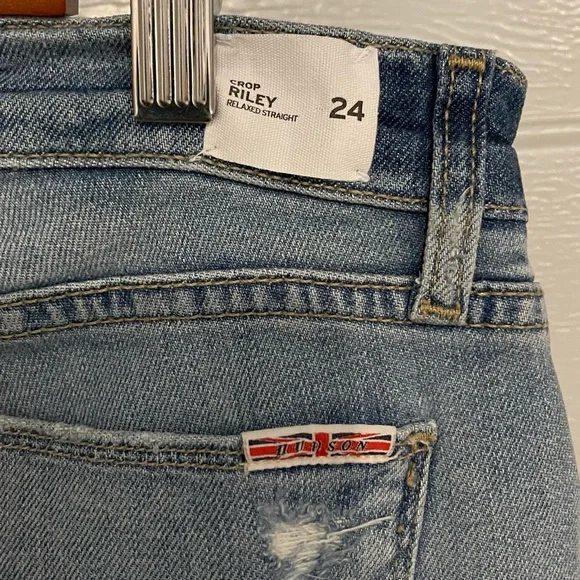 CROP
RILEY
RELAXED STRAIGHT
24
HUDSON